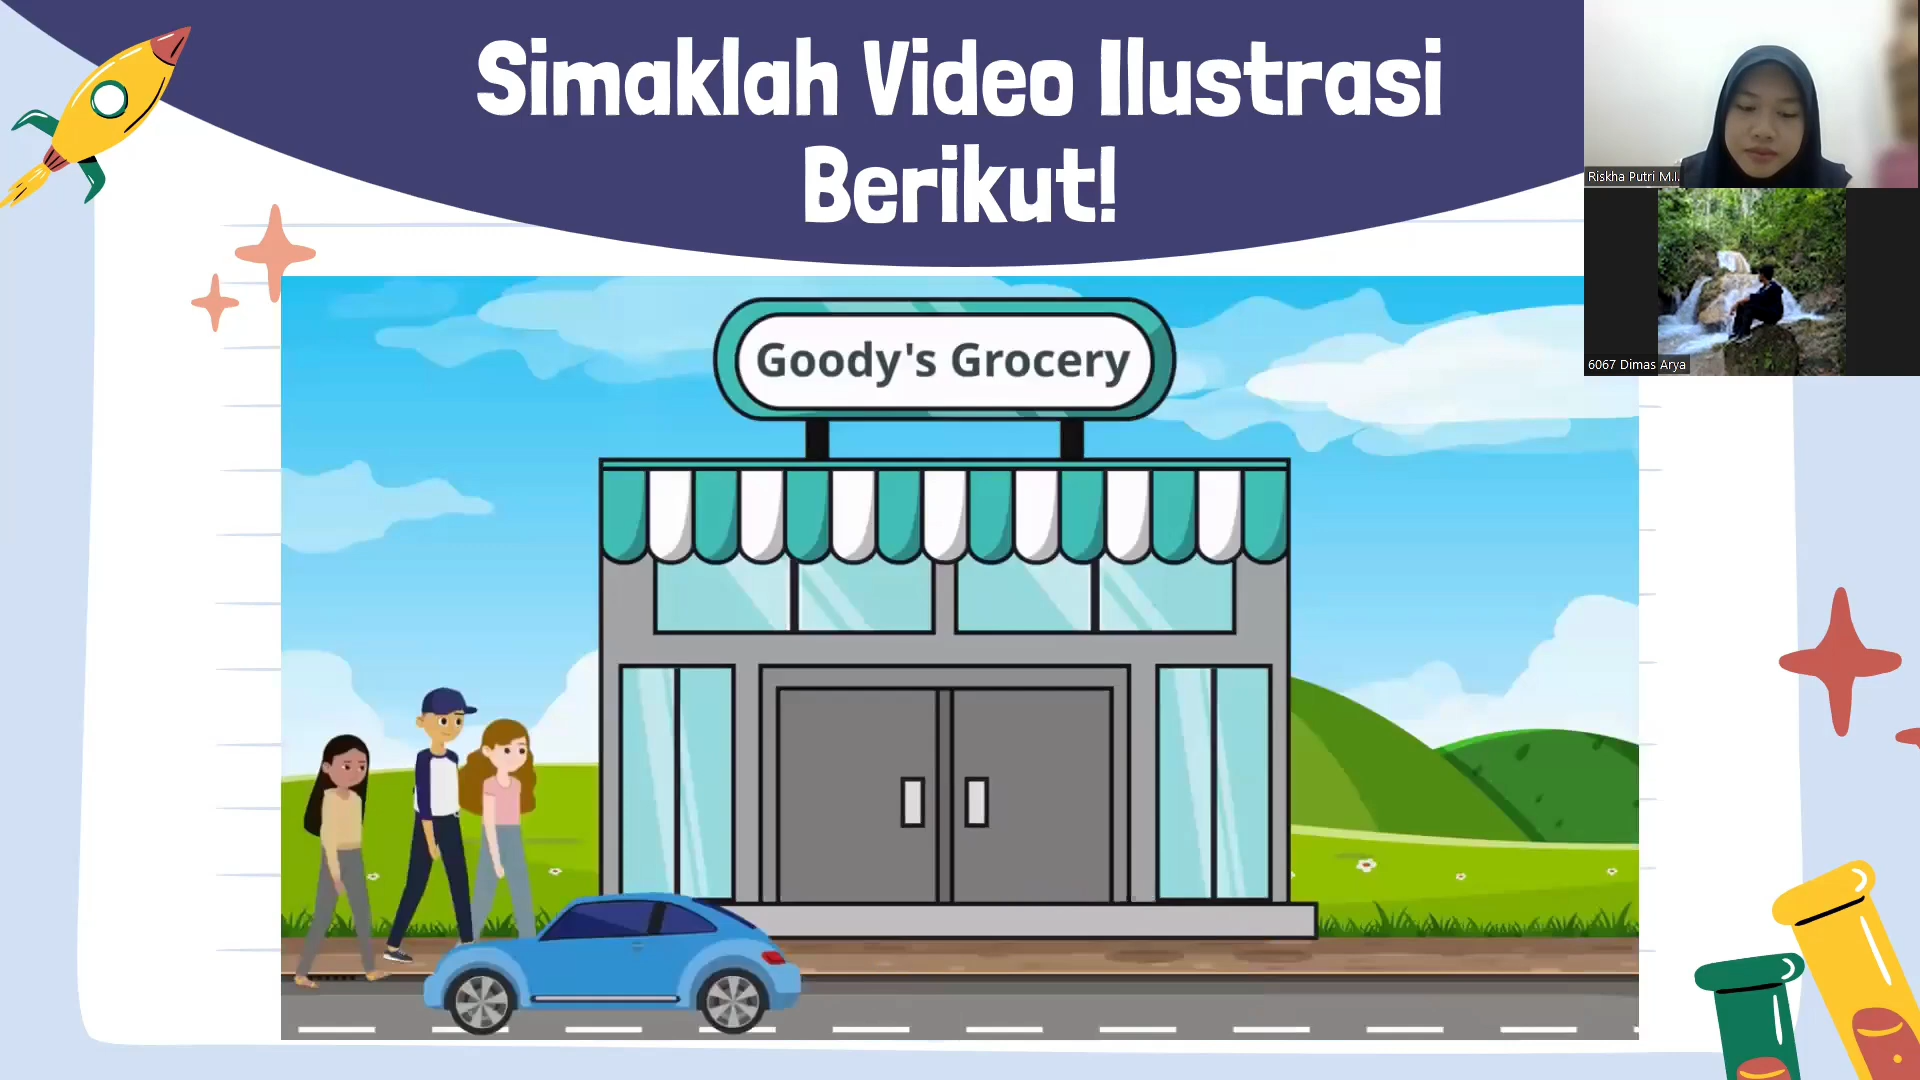 Simaklah Video Ilustrasi
Berikut!
Goody's Grocery
Riskha Putri M.I.
6067 Dimas Arya